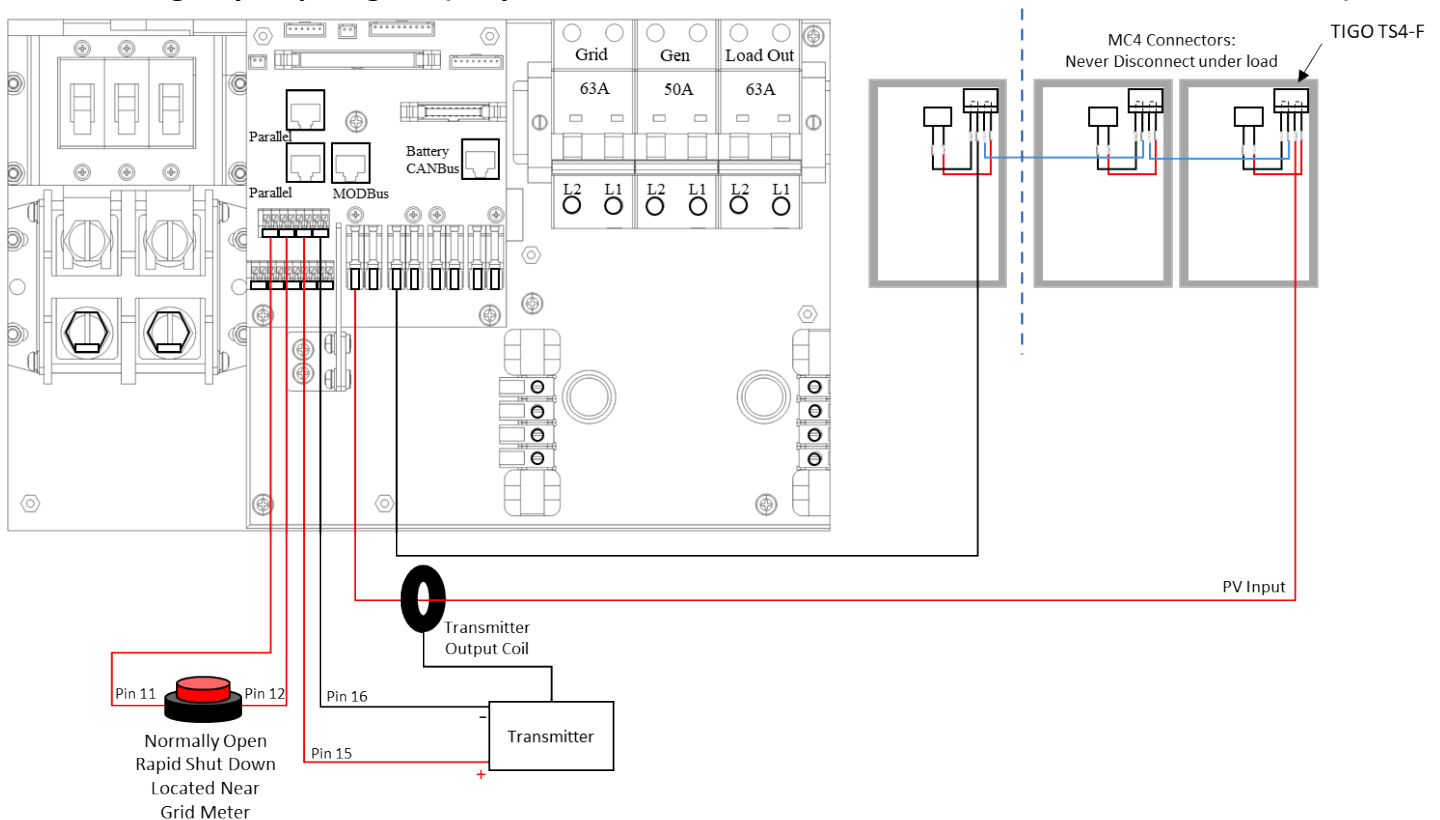 Grid
Gen
Load Out
63A
50A
63A
L2
L1
L2
L1
L2
L1
Parallel
Battery
CANBus
Parallel
MODBus
MC4 Connectors:
Never Disconnect under load
TIGO TS4-F
PV Input
Transmitter
Output Coil
Pin 11
Pin 12
Pin 16
-
Transmitter
Pin 15
+
Normally Open
Rapid Shut Down
Located Near
Grid Meter